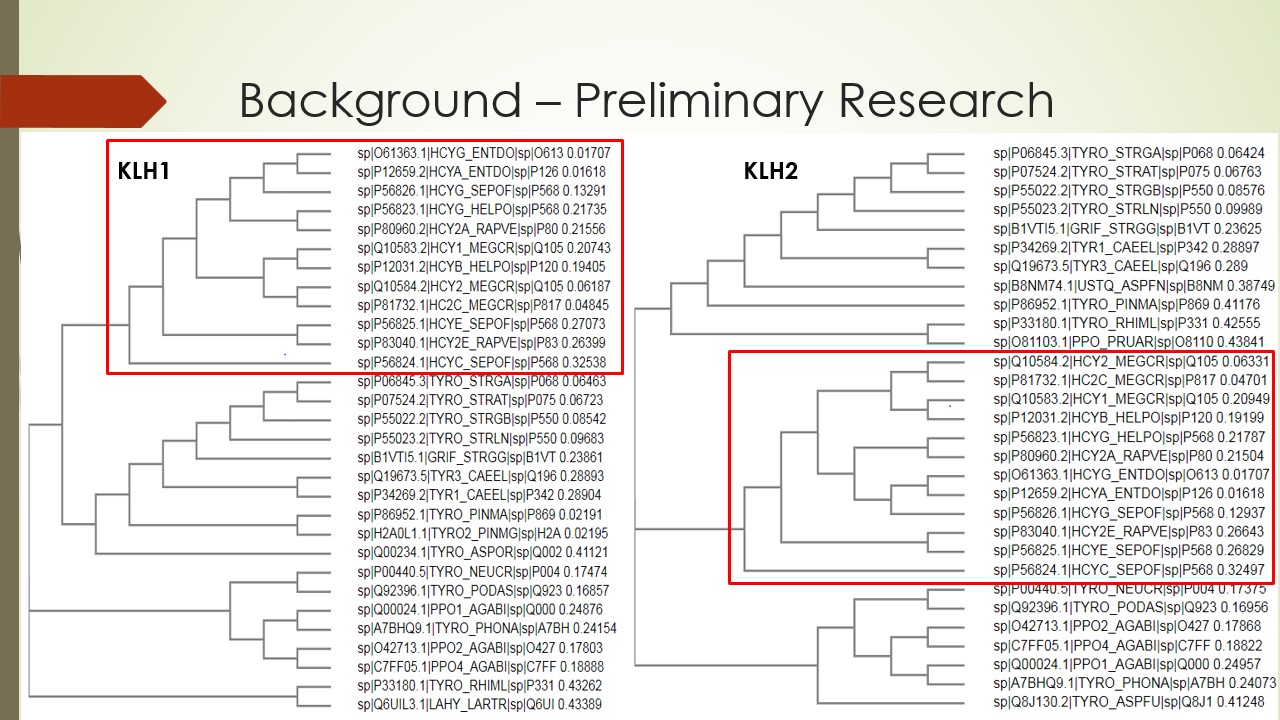 Background – Preliminary Research
KLH1
sp|O61363.1|HCYG_ENTDO|sp|O613 0.01707
sp|P12659.2|HCYA_ENTDO|sp|P126 0.01618
sp|P56826.1|HCYG_SEPOF|sp|P568 0.13291
sp|P56823.1|HCYG_HELPO|sp|P568 0.21735
sp|P80960.2|HCY2A_RAPVE|sp|P80 0.21556
sp|Q10583.2|HCY1_MEGCR|sp|Q105 0.20743
sp|P12031.2|HCYB_HELPO|sp|P120 0.19405
sp|Q10584.2|HCY2_MEGCR|sp|Q105 0.06187
sp|P81732.1|HC2C_MEGCR|sp|P817 0.04845
sp|P56825.1|HCYE_SEPOF|sp|P568 0.27073
sp|P83040.1|HCY2E_RAPVE|sp|P83 0.26399
sp|P56824.1|HCYC_SEPOF|sp|P568 0.32538
sp|P06845.3|TYRO_STRGA|sp|P068 0.06463
sp|P07524.2|TYRO_STRAT|sp|P075 0.06723
sp|P55022.2|TYRO_STRGB|sp|P550 0.08542
sp|P55023.2|TYRO_STRLN|sp|P550 0.09683
sp|B1VTI5.1|GRIF_STRGG|sp|B1VT 0.23861
sp|Q19673.5|TYR3_CAEEL|sp|Q196 0.28893
sp|P34269.2|TYR1_CAEEL|sp|P342 0.28904
sp|P86952.1|TYRO_PINMA|sp|P869 0.02191
sp|H2A0L1.1|TYRO2_PINMG|sp|H2A 0.02195
sp|Q00234.1|TYRO_ASPOR|sp|Q002 0.41121
sp|P00440.5|TYRO_NEUCR|sp|P004 0.17474
sp|Q92396.1|TYRO_PODAS|sp|Q923 0.16857
sp|Q00024.1|PPO1_AGABI|sp|Q000 0.24876
sp|A7BHQ9.1|TYRO_PHONA|sp|A7BH 0.24154
sp|O42713.1|PPO2_AGABI|sp|O427 0.17803
sp|C7FF05.1|PPO4_AGABI|sp|C7FF 0.18888
sp|P33180.1|TYRO_RHIML|sp|P331 0.43262
sp|Q6UIL3.1|LAHY_LARTR|sp|Q6UI 0.43389
KLH2
sp|P06845.3|TYRO_STRGA|sp|P068 0.06424
sp|P07524.2|TYRO_STRAT|sp|P075 0.06763
sp|P55022.2|TYRO_STRGB|sp|P550 0.08576
sp|P55023.2|TYRO_STRLN|sp|P550 0.09989
sp|B1VTI5.1|GRIF_STRGG|sp|B1VT 0.23625
sp|P34269.2|TYR1_CAEEL|sp|P342 0.28897
sp|Q19673.5|TYR3_CAEEL|sp|Q196 0.289
sp|B8NM74.1|USTQ_ASPFN|sp|B8NM 0.38749
sp|P86952.1|TYRO_PINMA|sp|P869 0.41176
sp|P33180.1|TYRO_RHIML|sp|P331 0.42555
sp|O81103.1|PPO_PRUAR|sp|O8110 0.43841
sp|Q10584.2|HCY2_MEGCR|sp|Q105 0.06331
sp|P81732.1|HC2C_MEGCR|sp|P817 0.04701
sp|Q10583.2|HCY1_MEGCR|sp|Q105 0.20949
sp|P12031.2|HCYB_HELPO|sp|P120 0.19199
sp|P56823.1|HCYG_HELPO|sp|P568 0.21787
sp|P80960.2|HCY2A_RAPVE|sp|P80 0.21504
sp|O61363.1|HCYG_ENTDO|sp|O613 0.01707
sp|P12659.2|HCYA_ENTDO|sp|P126 0.01618
sp|P56826.1|HCYG_SEPOF|sp|P568 0.12937
sp|P83040.1|HCY2E_RAPVE|sp|P83 0.26643
sp|P56825.1|HCYE_SEPOF|sp|P568 0.26829
sp|P56824.1|HCYC_SEPOF|sp|P568 0.32497
sp|P00440.5|TYRO_NEUCR|sp|P004 0.17375
sp|Q92396.1|TYRO_PODAS|sp|Q923 0.16956
sp|O42713.1|PPO2_AGABI|sp|O427 0.17868
sp|C7FF05.1|PPO4_AGABI|sp|C7FF 0.18822
sp|Q00024.1|PPO1_AGABI|sp|Q000 0.24957
sp|A7BHQ9.1|TYRO_PHONA|sp|A7BH 0.24073
sp|Q8J130.2|TYRO_ASPFU|sp|Q8J1 0.41248